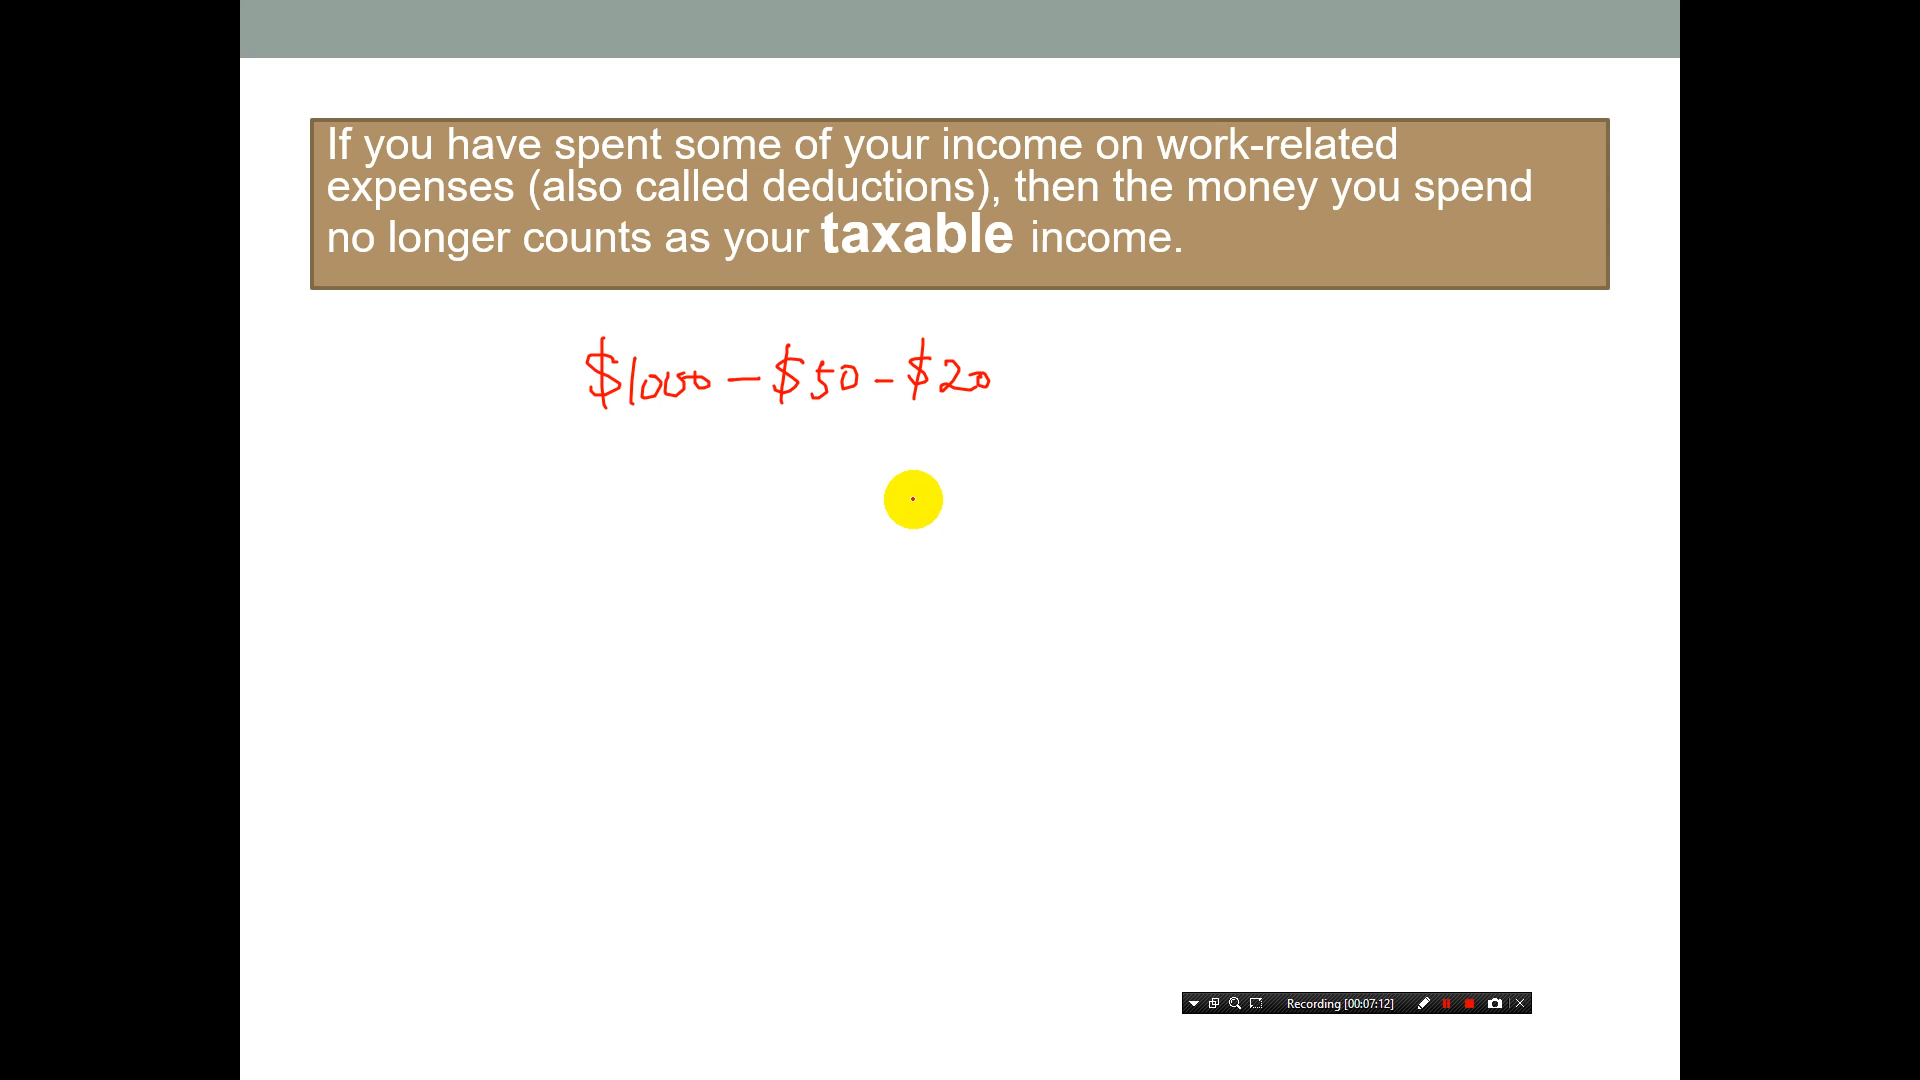 If you have spent some of your income on work-related
expenses (also called deductions), then the money you spend
no longer counts as your taxable income.
$1000 - $50 - $20
Recording [00:07:12]